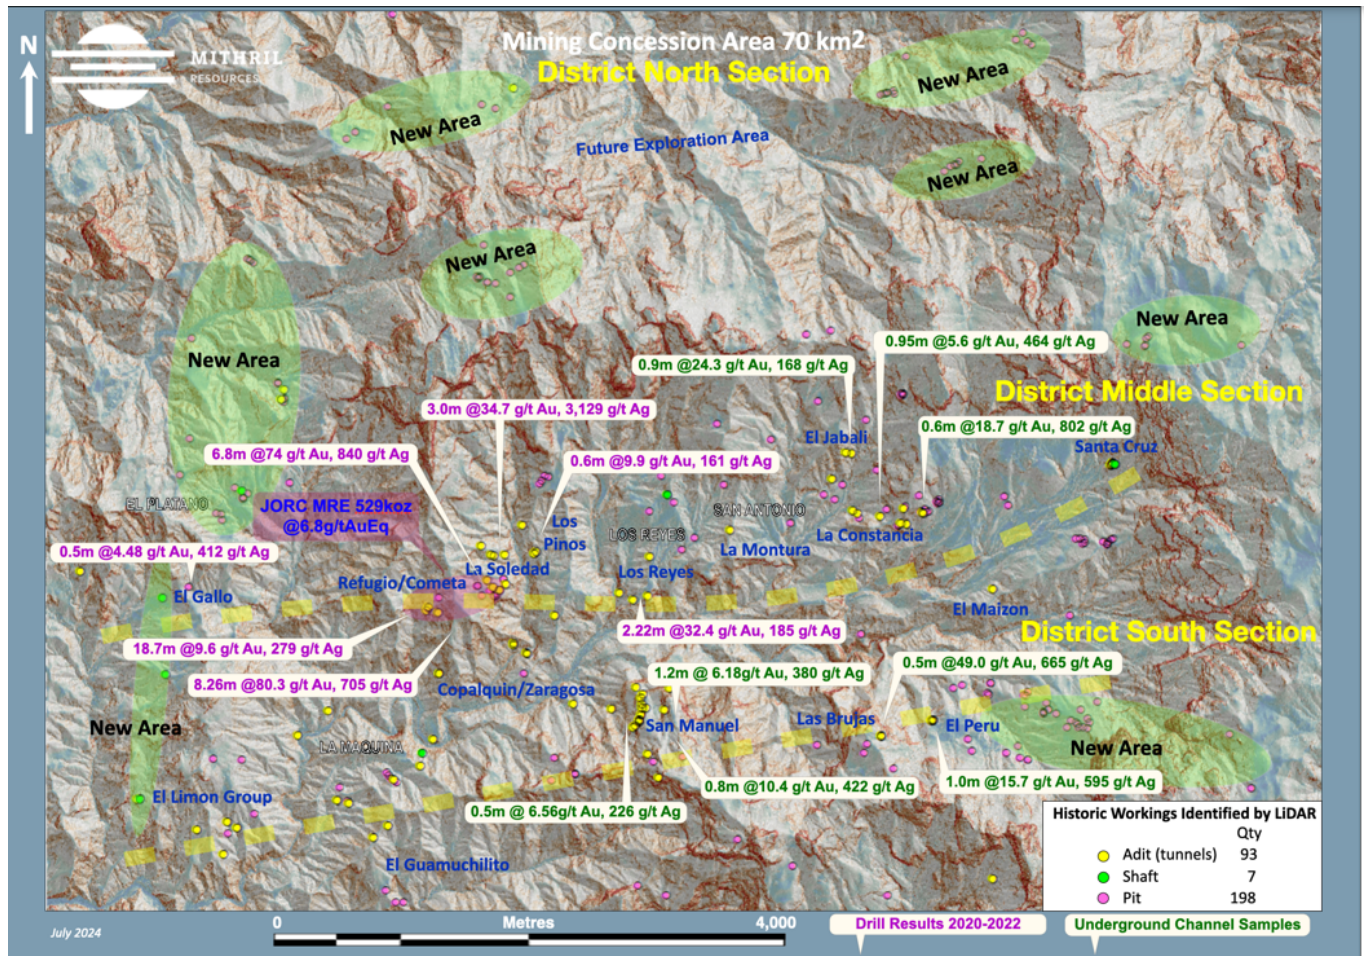 N
MITHRIL
RESOURCES
Mining Concession Area 70 km2
District North Section
New Area
New Area
Future Exploration Area
New Area
New Area
New Area
New Area
0.95m @5.6 g/t Au, 464 g/t Ag
0.9m @24.3 g/t Au, 168 g/t Ag
District Middle Section
3.0m @34.7 g/t Au, 3,129 g/t Ag
0.6m @18.7 g/t Au, 802 g/t Ag
El Jabali
Santa Cruz
6.8m @74 g/t Au, 840 g/t Ag
0.6m @9.9 g/t Au, 161 g/t Ag
EL PLATANO
JORC MRE 529koz
@6.8g/tAuEq
SAN ANTONIO
Los
Pinos
LOS REYES
La Constancia
La Montura
0.5m @4.48 g/t Au, 412 g/t Ag
La Soledad
Los Reyes
Refugio/Cometa
El Gallo
El Maizon
2.22m @32.4 g/t Au, 185 g/t Ag
District South Section
18.7m @9.6 g/t Au, 279 g/t Ag
0.5m @49.0 g/t Au, 665 g/t Ag
1.2m @ 6.18g/t Au, 380 g/t Ag
8.26m @80.3 g/t Au, 705 g/t Ag
Copalquin/Zaragosa
New Area
San Manuel
Las Brujas
El Peru
LA MAQUINA
New Area
0.8m @10.4 g/t Au, 422 g/t Ag
1.0m @15.7 g/t Au, 595 g/t Ag
El Limon Group
0.5m @ 6.56g/t Au, 226 g/t Ag
El Guamuchilito
Historic Workings Identified by LiDAR
Qty
Adit (tunnels) 93
Shaft 7
Pit 198
0 Metres 4,000
Drill Results 2020-2022
Underground Channel Samples
July 2024